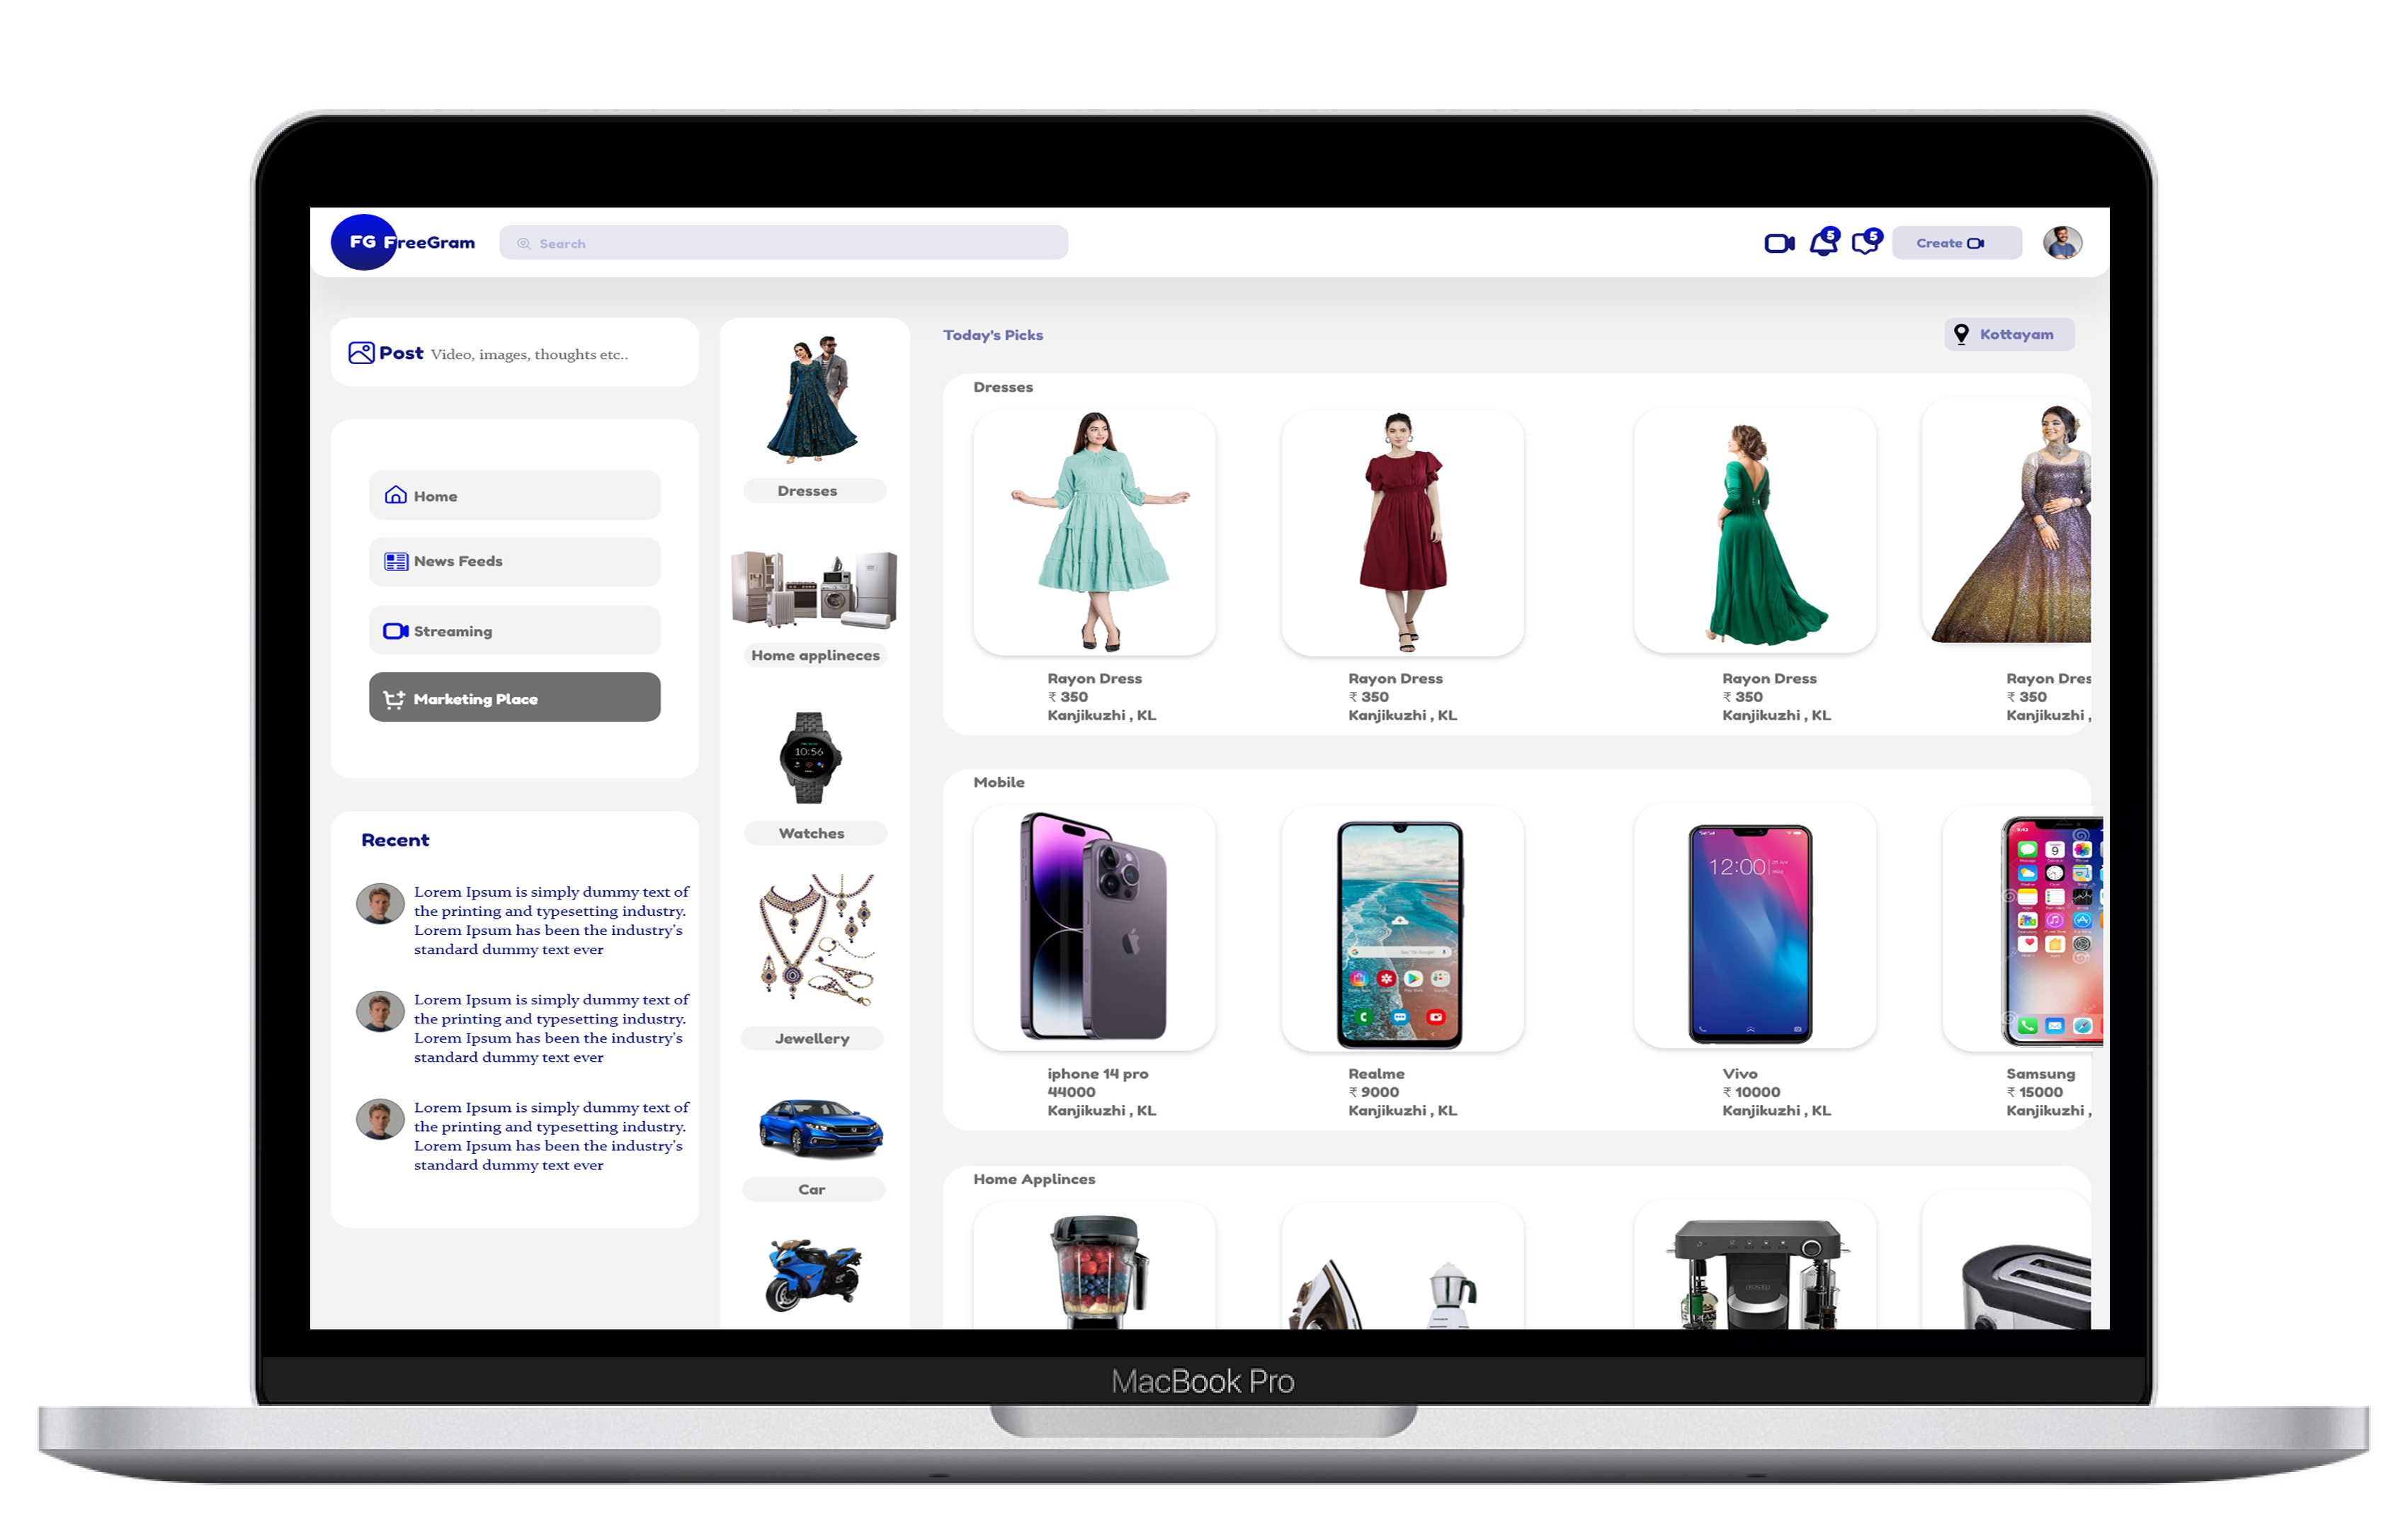 FG FreeGram
Search
5
5
Create
Post Video, images, thoughts etc..
Home
News Feeds
Streaming
Marketing Place
Recent
Lorem Ipsum is simply dummy text of
the printing and typesetting industry.
Lorem Ipsum has been the industry's
standard dummy text ever
Lorem Ipsum is simply dummy text of
the printing and typesetting industry.
Lorem Ipsum has been the industry's
standard dummy text ever
Lorem Ipsum is simply dummy text of
the printing and typesetting industry.
Lorem Ipsum has been the industry's
standard dummy text ever
Dresses
Home applineces
10:56
Watches
Jewellery
Car
Today's Picks
Kottayam
Dresses
Rayon Dress
₹ 350
Kanjikuzhi , KL
Rayon Dress
₹ 350
Kanjikuzhi , KL
Rayon Dress
₹ 350
Kanjikuzhi , KL
Rayon Dres
₹ 350
Kanjikuzhi ,
Mobile
12:00
9:43
9
iphone 14 pro
44000
Kanjikuzhi , KL
Realme
₹ 9000
Kanjikuzhi , KL
Vivo
₹ 10000
Kanjikuzhi , KL
Samsung
₹ 15000
Kanjikuzhi ,
Home Applinces
MacBook Pro